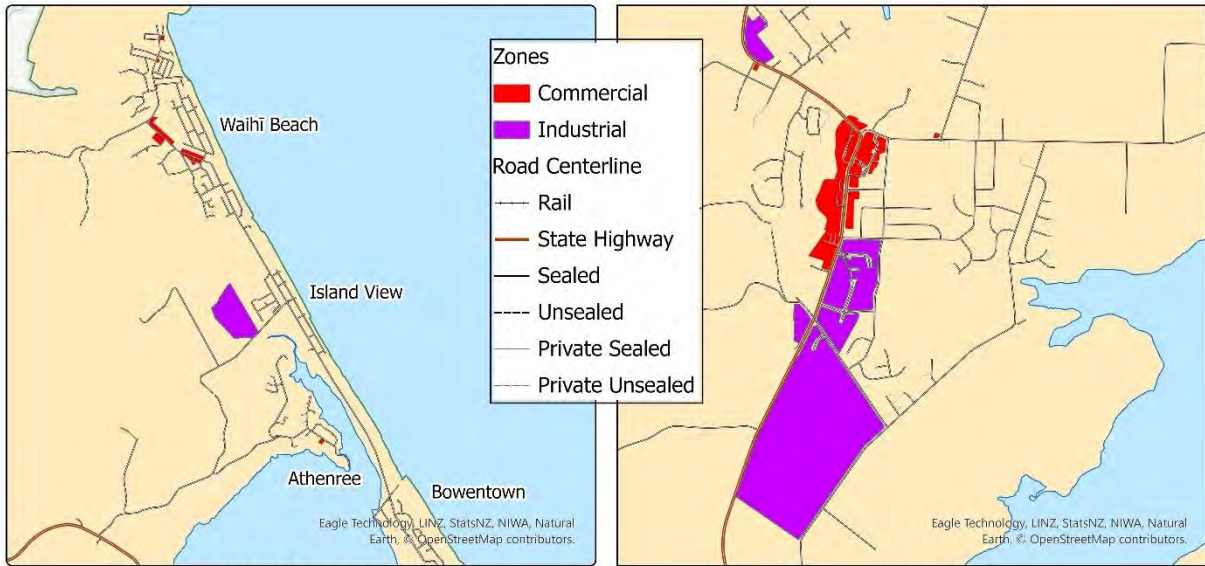 Waihī Beach
Island View
Athenree
Bowentown
Eagle Technology, LINZ, StatsNZ, NIWA, Natural
Earth, © OpenStreetMap contributors.
Zones
Commercial
Industrial
Road Centerline
Rail
State Highway
Sealed
Unsealed
Private Sealed
Private Unsealed
Eagle Technology, LINZ, StatsNZ, NIWA, Natural
Earth, © OpenStreetMap contributors.